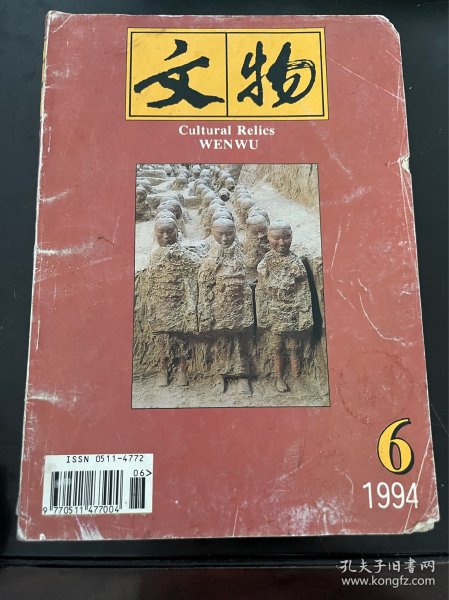 文物
Cultural Relics
WENWU
ISSN 0511-4772
06>
9 770511 477004
6
1994
孔夫子旧书网
www.kongfz.com